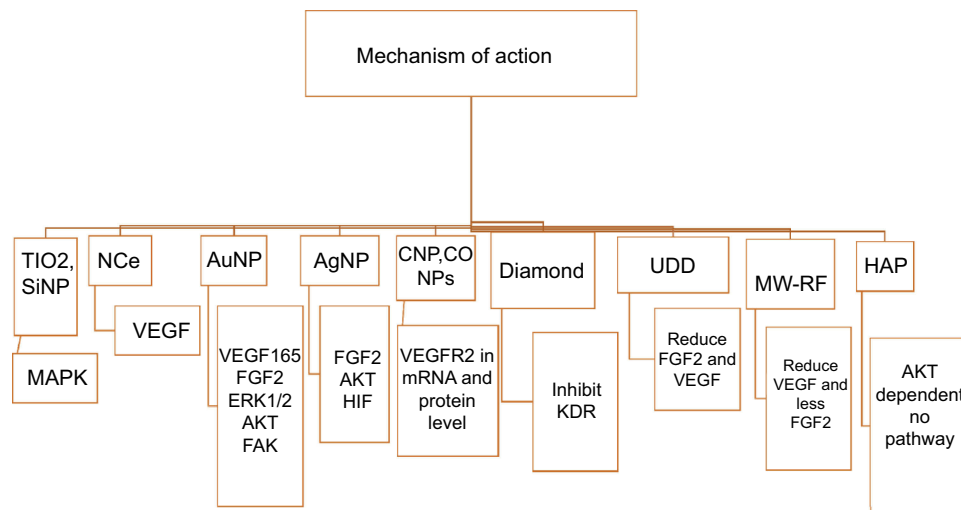 Mechanism of action
TIO2,
SiNP
MAPK
NCe
VEGF
AuNP
VEGF165
FGF2
ERK1/2
AKT
FAK
AgNP
FGF2
AKT
HIF
CNP,CO
NPs
VEGFR2 in
mRNA and
protein
level
Diamond
Inhibit
KDR
UDD
Reduce
FGF2 and
VEGF
MW-RF
Reduce
VEGF and
less
FGF2
HAP
AKT
dependent
no
pathway